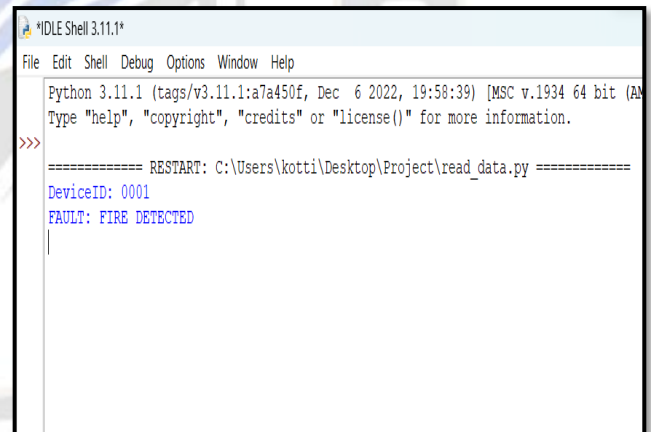 *IDLE Shell 3.11.1*
File Edit Shell Debug Options Window Help
Python 3.11.1 (tags/v3.11.1:a7a450f, Dec  6 2022, 19:58:39) [MSC v.1934 64 bit (AM
Type "help", "copyright", "credits" or "license()" for more information.
>>>
============= RESTART: C:\Users\kotti\Desktop\Project\read_data.py =============
DeviceID: 0001
FAULT: FIRE DETECTED